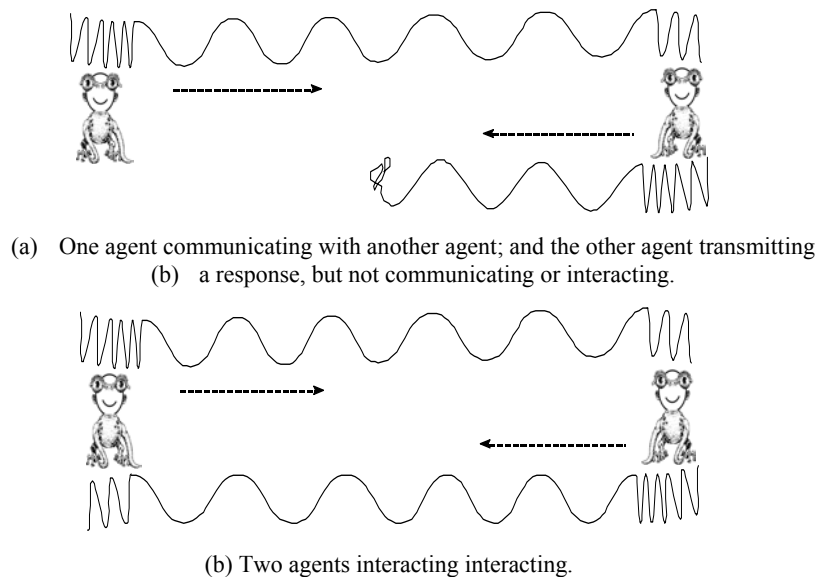 (a) One agent communicating with another agent; and the other agent transmitting
(b) a response, but not communicating or interacting.
(b) Two agents interacting interacting.